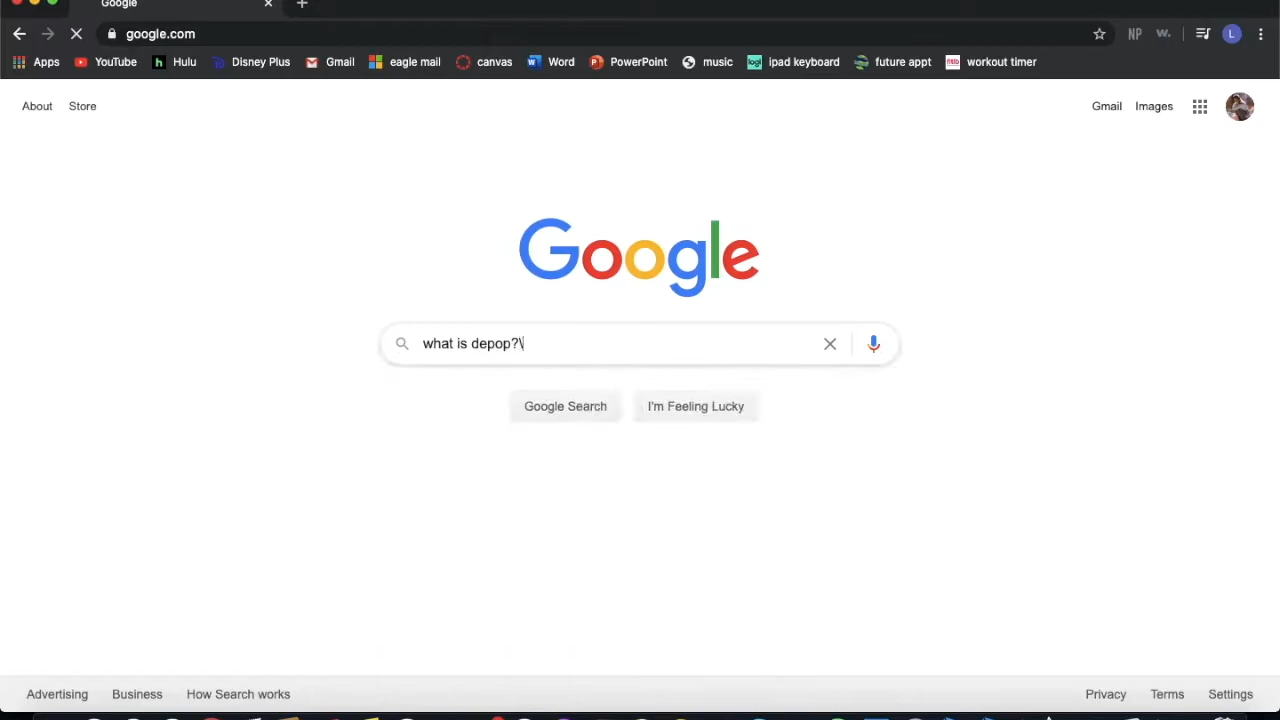 Google
google.com
Apps YouTube Hulu Disney Plus Gmail eagle mail canvas Word PowerPoint music ipad keyboard future appt workout timer
NP w. L
About Store Gmail Images
Google
what is depop?\
Google Search I'm Feeling Lucky
Advertising Business How Search works Privacy Terms Settings